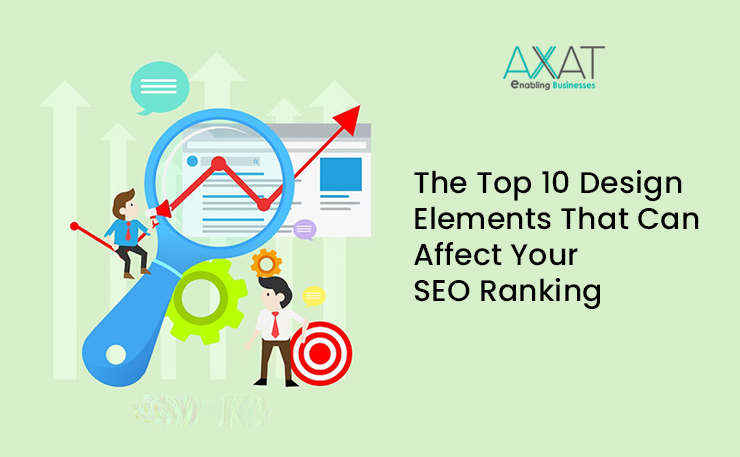 AXAT
enabling Businesses
The Top 10 Design
Elements That Can
Affect Your
SEO Ranking